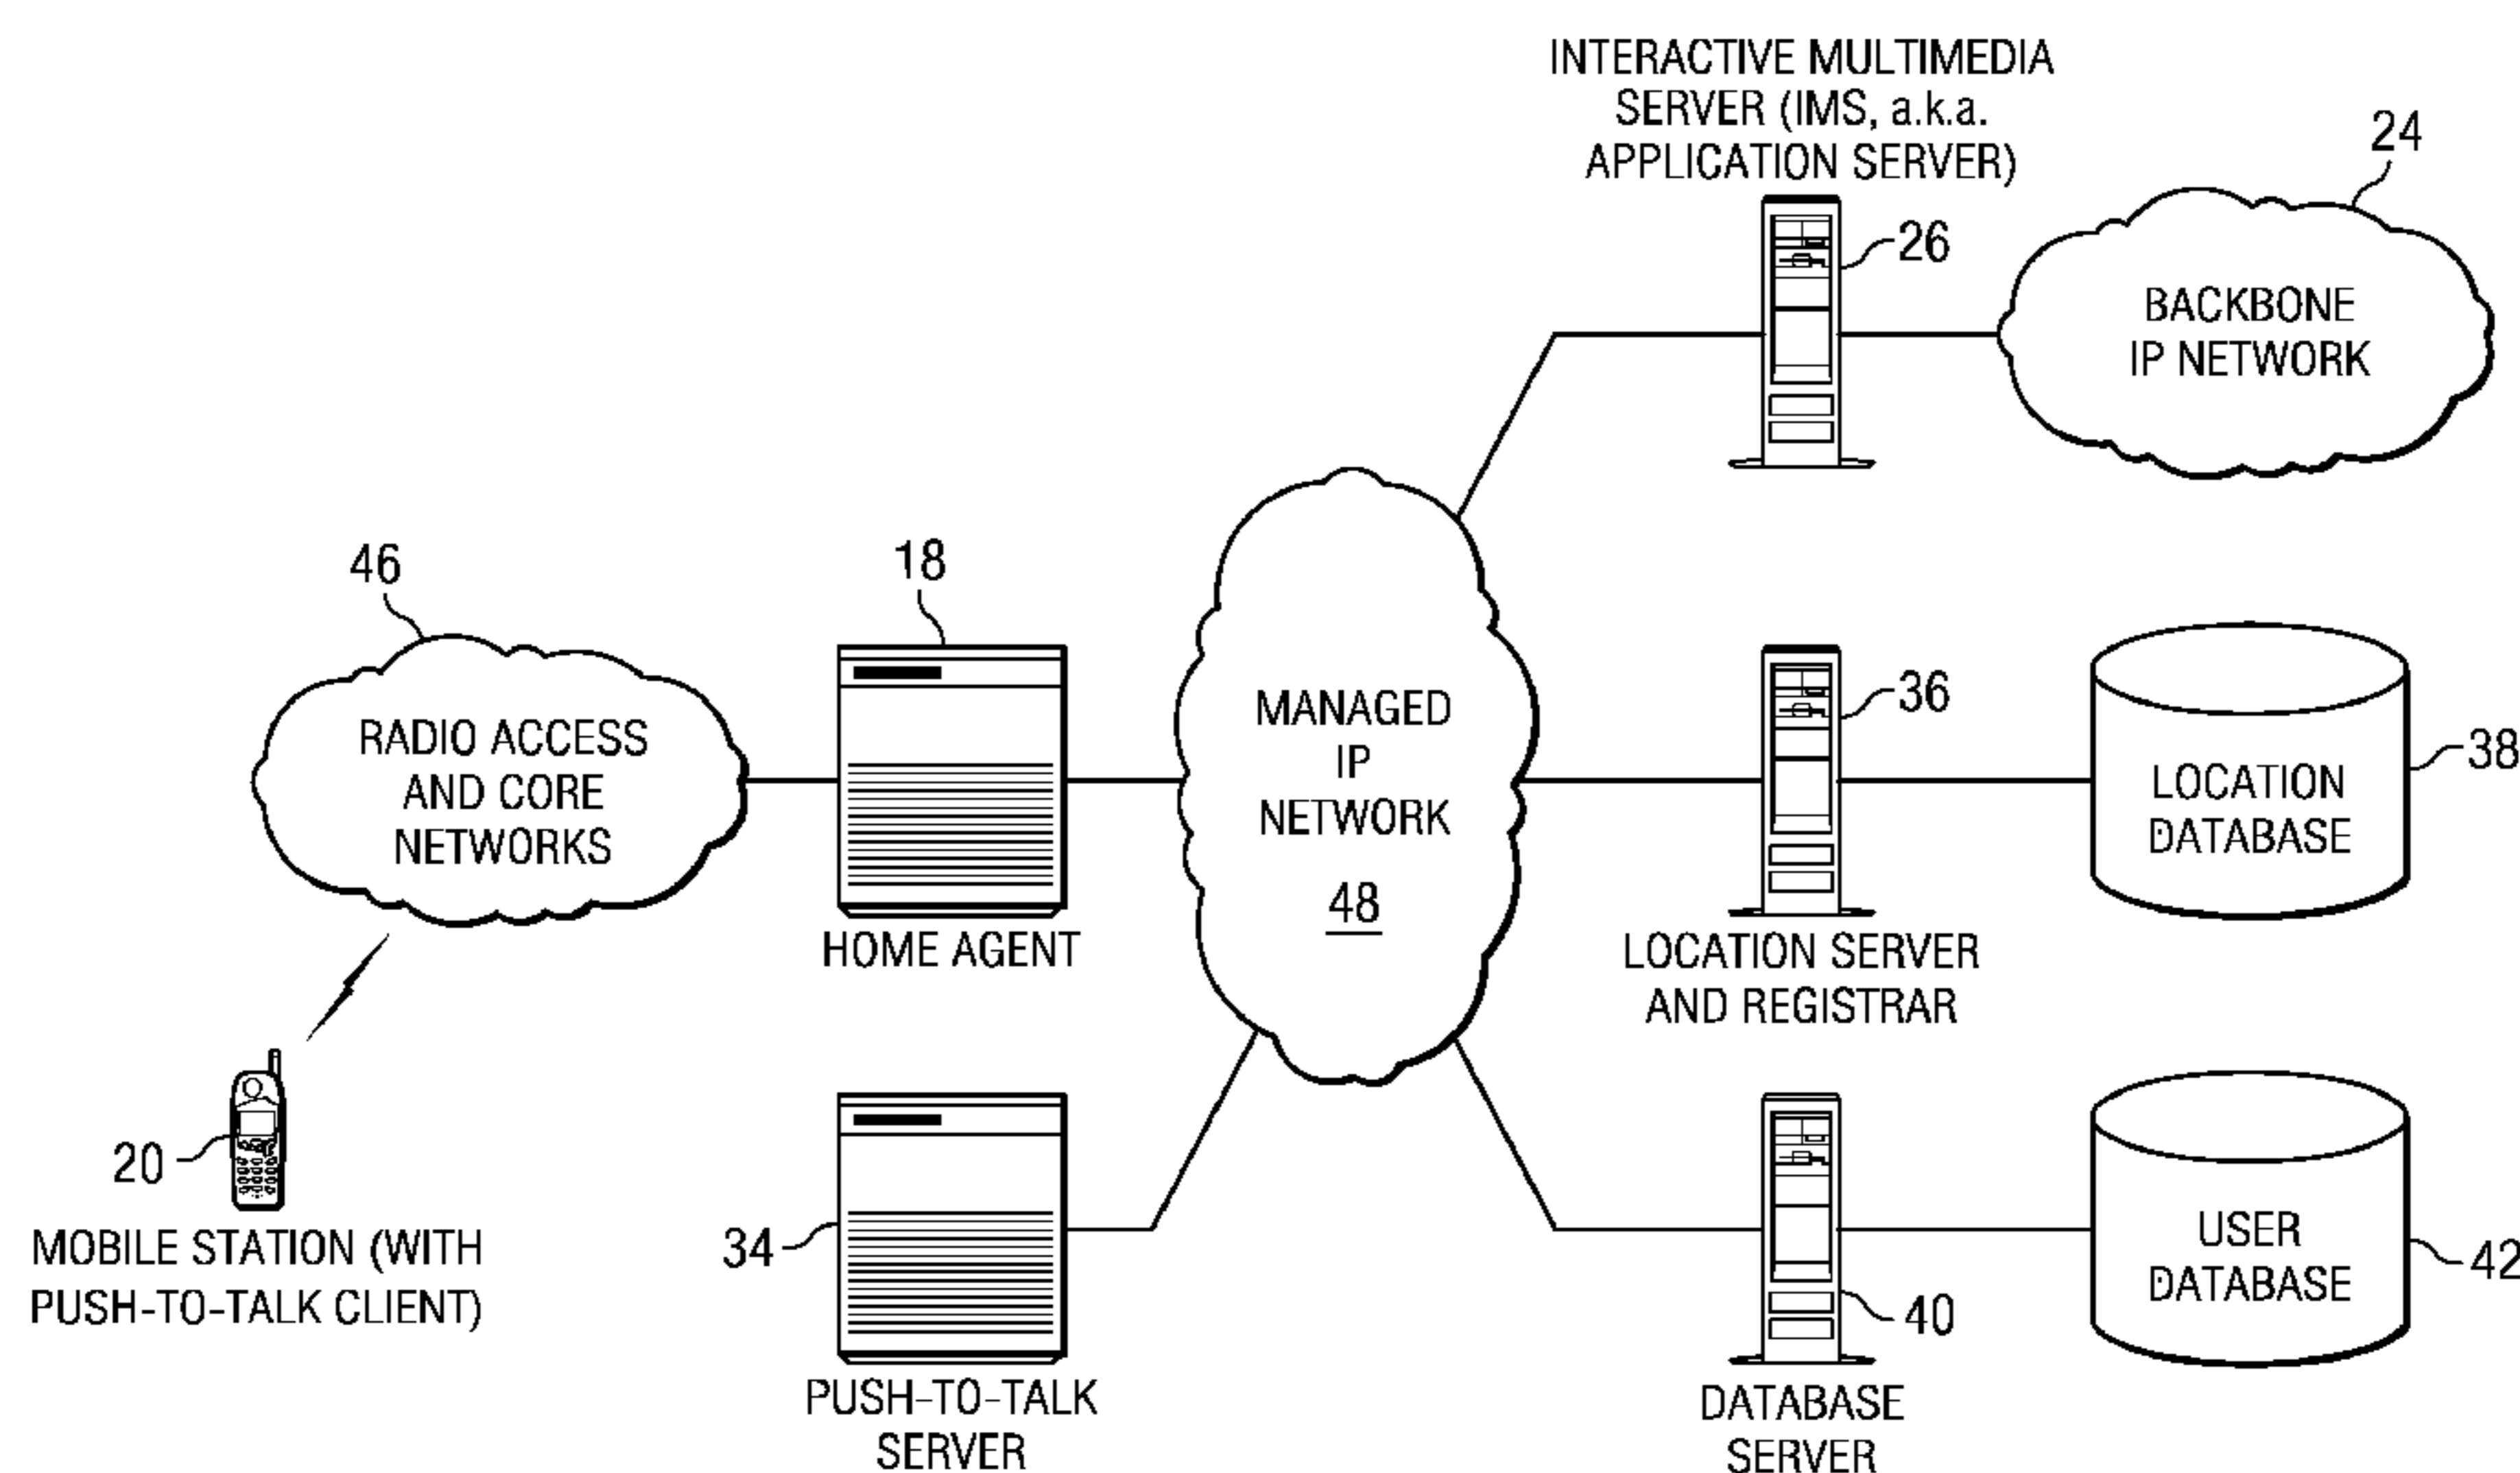 INTERACTIVE MULTIMEDIA
SERVER (IMS, a.k.a.
APPLICATION SERVER)
24
26
BACKBONE
IP NETWORK
46
18
RADIO ACCESS
AND CORE
NETWORKS
HOME AGENT
MANAGED
IP
NETWORK
48
36
LOCATION SERVER
AND REGISTRAR
LOCATION
DATABASE
38
20
MOBILE STATION (WITH
PUSH-TO-TALK CLIENT)
34
PUSH-TO-TALK
SERVER
40
DATABASE
SERVER
USER
DATABASE
42